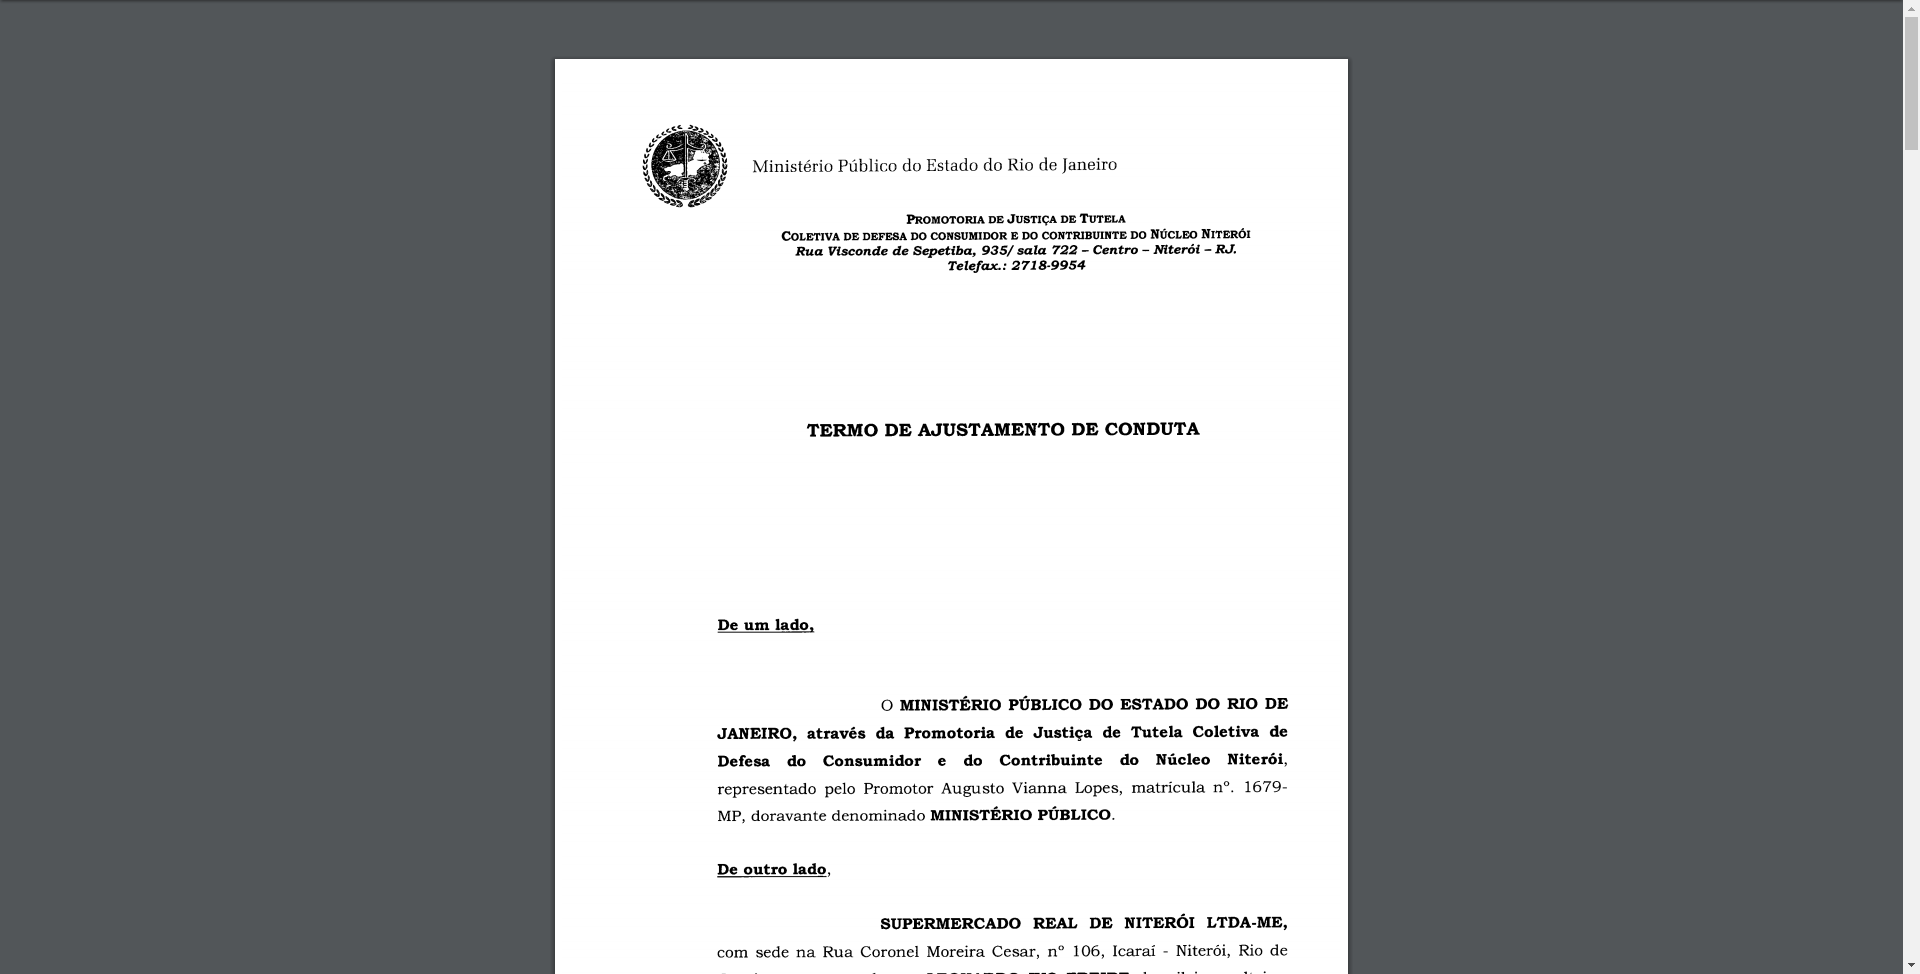 Ministério Público do Estado do Rio de Janeiro
PROMOTORIA DE JUSTIÇA DE TUTELA
COLETIVA DE DEFESA DO CONSUMIDOR E DO CONTRIBUINTE DO NÚCLEO NITERÓI
Rua Visconde de Sepetiba, 935/ sala 722 – Centro – Niterói – RJ.
Telefax.: 2718-9954
TERMO DE AJUSTAMENTO DE CONDUTA
De um lado,
O MINISTÉRIO PÚBLICO DO ESTADO DO RIO DE
JANEIRO, através da Promotoria de Justiça de Tutela Coletiva de
Defesa do Consumidor e do Contribuinte do Núcleo Niterói,
representado pelo Promotor Augusto Vianna Lopes, matrícula nº. 1679-
MP, doravante denominado MINISTÉRIO PÚBLICO.
De outro lado,
SUPERMERCADO REAL DE NITERÓI LTDA-ME,
com sede na Rua Coronel Moreira Cesar, nº 106, Icaraí - Niterói, Rio de